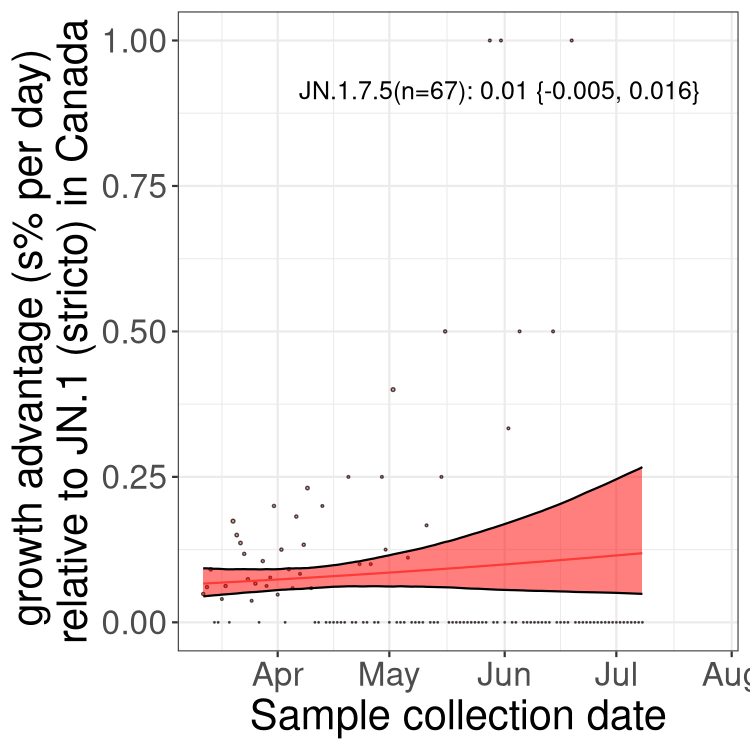 growth advantage (s% per day)
relative to JN.1 (stricto) in Canada
1.00
0.75
0.50
0.25
0.00
JN.1.7.5(n=67): 0.01 {-0.005, 0.016}
Apr May Jun Jul Aug
Sample collection date